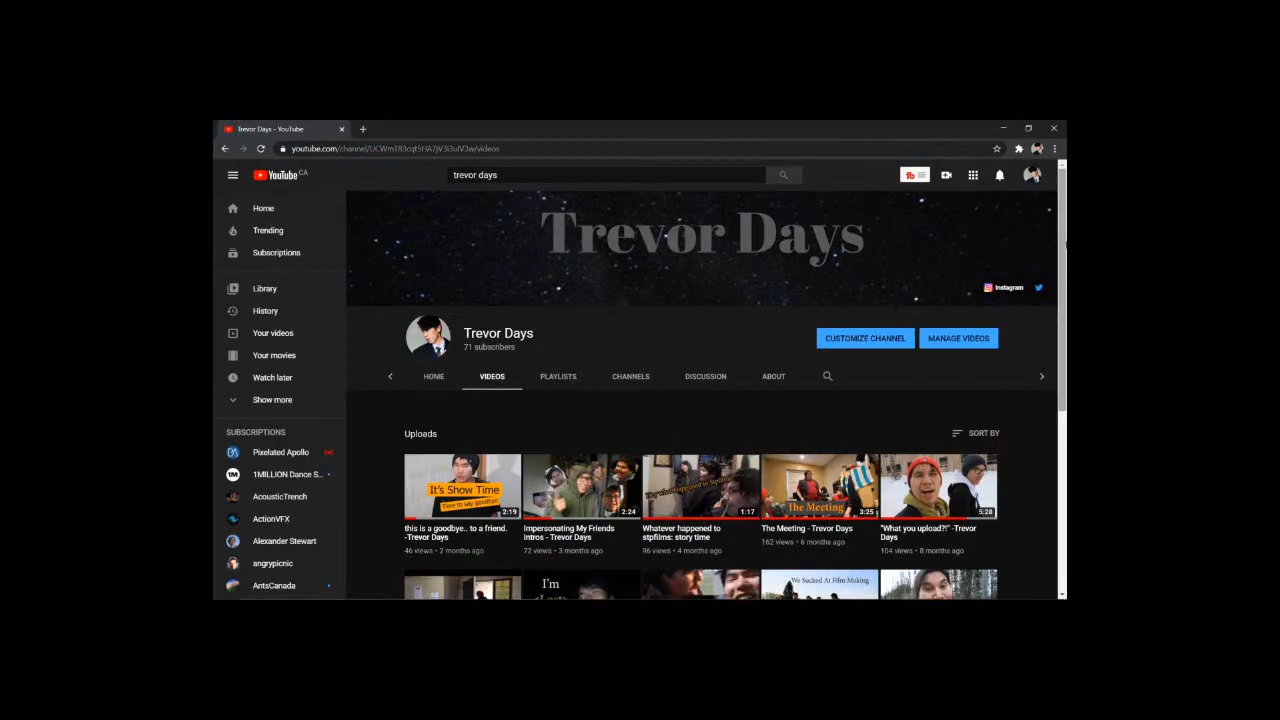 Trevor Days - YouTube
youtube.com/channel/UCWmT83cqt5HA7jV3i3ulV3w/videos
YouTube CA
trevor days
Home
Trending
Subscriptions
Library
History
Your videos
Your movies
Watch later
Show more
SUBSCRIPTIONS
Pixelated Apollo
1MILLION Dance S...
AcousticTrench
ActionVFX
Alexander Stewart
angrypicnic
AntsCanada
Trevor Days
Instagram
Trevor Days
71 subscribers
CUSTOMIZE CHANNEL
MANAGE VIDEOS
HOME
VIDEOS
PLAYLISTS
CHANNELS
DISCUSSION
ABOUT
Uploads
SORT BY
It's Show Time
Time to say goodbye
2:19
this is a goodbye.. to a friend.
-Trevor Days
46 views • 2 months ago
2:24
Impersonating My Friends
Intros - Trevor Days
72 views • 3 months ago
1:17
Whatever happened to
stpfilms: story time
96 views • 4 months ago
The Meeting
3:25
The Meeting - Trevor Days
162 views • 6 months ago
5:28
"What you upload?!" -Trevor
Days
104 views • 8 months ago
I'm
We Sucked At Film Making